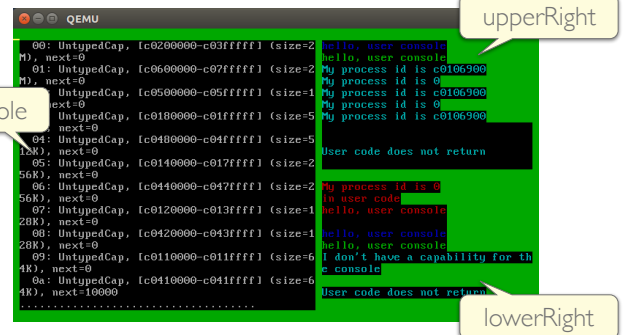 QEMU
upperRight
00: UntypedCap, [c0200000-c03fffff] (size=2
M), next=0
01: UntypedCap, [c0600000-c07fffff] (size=2
M), next=0
: UntypedCap, [c0500000-c05fffff] (size=1
next=0
: UntypedCap, [c0180000-c01fffff] (size=5
next=0
04: UntypedCap, [c0480000-c04fffff] (size=5
12K), next=0
05: UntypedCap, [c0140000-c017ffff] (size=2
56K), next=0
06: UntypedCap, [c0440000-c047ffff] (size=2
56K), next=0
07: UntypedCap, [c0120000-c013ffff] (size=1
28K), next=0
08: UntypedCap, [c0420000-c043ffff] (size=1
28K), next=0
09: UntypedCap, [c0110000-c011ffff] (size=6
4K), next=0
0a: UntypedCap, [c0410000-c041ffff] (size=6
4K), next=10000
...................................
ole
hello, user console
hello, user console
My process id is c0106900
My process id is 0
My process id is c0106900
My process id is 0
My process id is c0106900
User code does not return
My process id is 0
in user code
hello, user console
hello, user console
hello, user console
I don't have a capability for th
e console
User code does not return
lowerRight